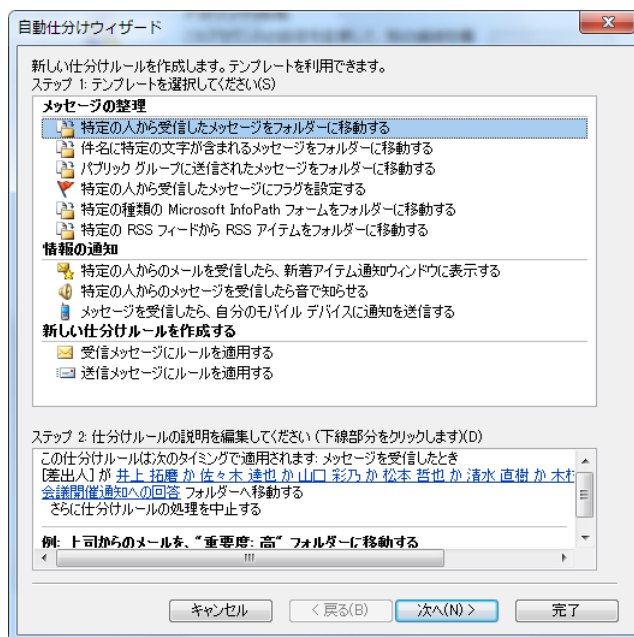 自動仕分けウィザード
新しい仕分けルールを作成します。テンプレートを利用できます。
ステップ 1: テンプレートを選択してください(S)
メッセージの整理
特定の人から受信したメッセージをフォルダーに移動する
件名に特定の文字が含まれるメッセージをフォルダーに移動する
パブリック グループに送信されたメッセージをフォルダーに移動する
特定の人から受信したメッセージにフラグを設定する
特定の種類の Microsoft InfoPath フォームをフォルダーに移動する
特定の RSS フィードから RSS アイテムをフォルダーに移動する
情報の通知
特定の人からのメールを受信したら、新着アイテム通知ウィンドウに表示する
特定の人からのメッセージを受信したら音で知らせる
メッセージを受信したら、自分のモバイル デバイスに通知を送信する
新しい仕分けルールを作成する
受信メッセージにルールを適用する
送信メッセージにルールを適用する
ステップ 2: 仕分けルールの説明を編集してください (下線部分をクリックします)(D)
この仕分けルールは次のタイミングで適用されます: メッセージを受信したとき
[差出人] が 井上 拓磨 か 佐々木 達也 か 山口 彩乃 か 松本 哲也 か 清水 直樹 か 木村
会議開催通知への回答 フォルダーへ移動する
さらに仕分けルールの処理を中止する
例: 上司からのメールを、"重要度: 高" フォルダーに移動する
キャンセル
< 戻る(B)
次へ(N) >
完了